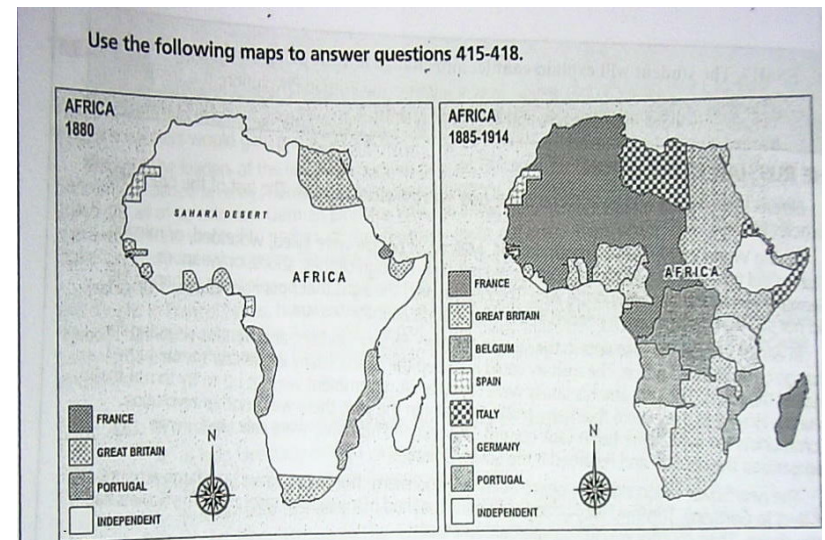 Use the following maps to answer questions 415-418.
AFRICA
1880
SAHARA DESERT
AFRICA
FRANCE
GREAT BRITAIN
PORTUGAL
INDEPENDENT
N
AFRICA
1885-1914
AFRICA
FRANCE
GREAT BRITAIN
BELGIUM
SPAIN
ITALY
GERMANY
PORTUGAL
INDEPENDENT
N